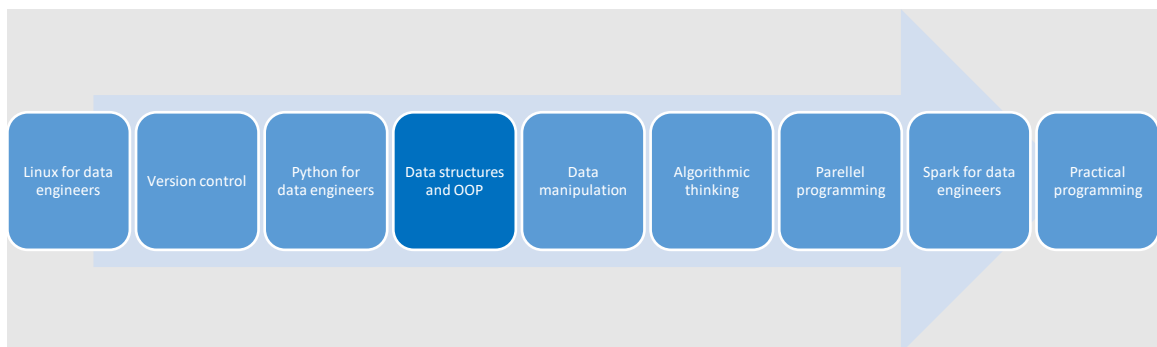 Linux for data
engineers
Version control
Python for
data engineers
Data structures
and OOP
Data
manipulation
Algorithmic
thinking
Parellel
programming
Spark for data
engineers
Practical
programming